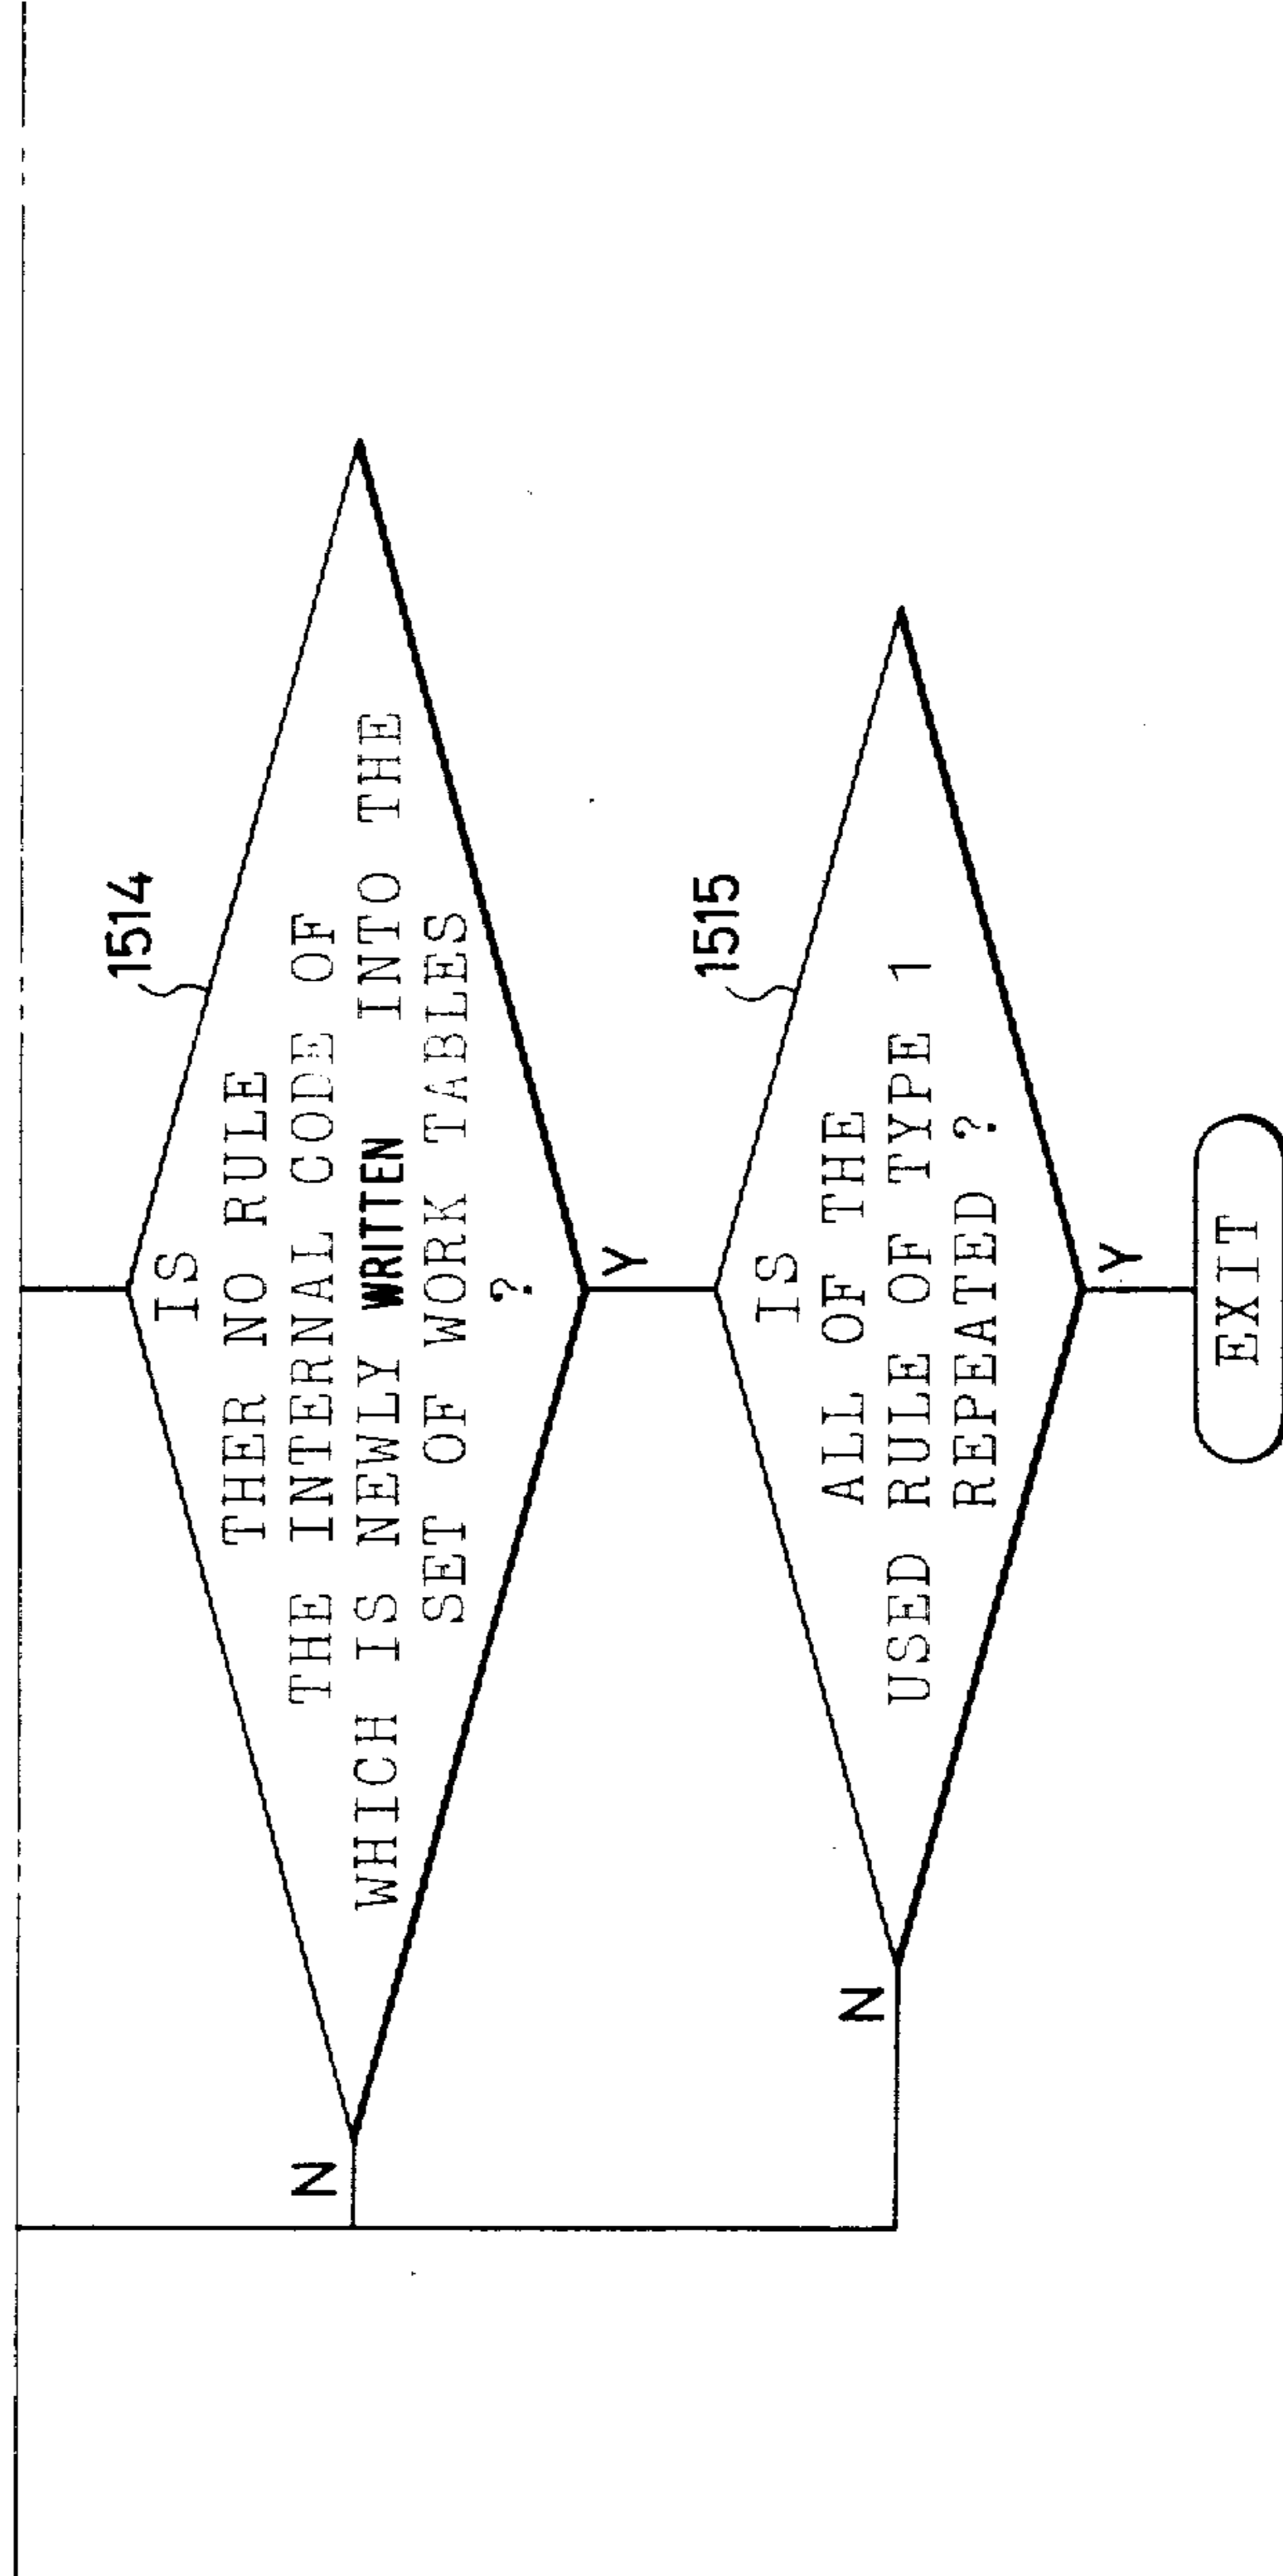 1514
IS
THER NO RULE
THE INTERNAL CODE OF
WHICH IS NEWLY WRITTEN INTO THE
SET OF WORK TABLES
?
N
Y
1515
IS
ALL OF THE
USED RULE OF TYPE 1
REPEATED ?
N
Y
EXIT